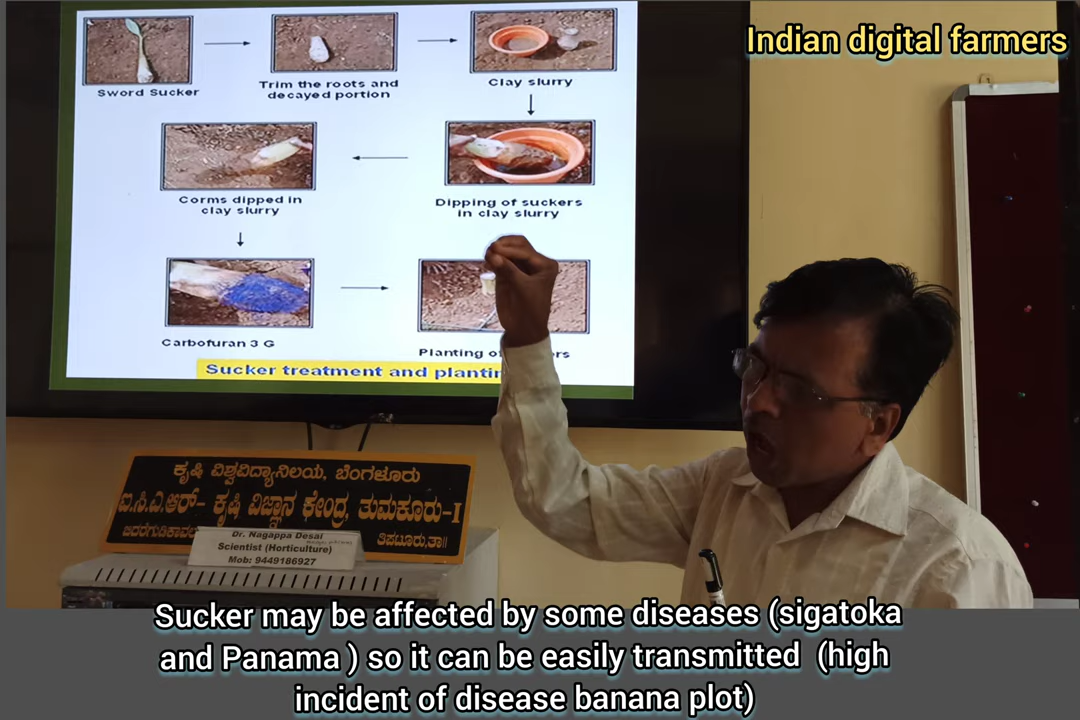 Indian digital farmers
Sword Sucker
Trim the roots and
decayed portion
Clay slurry
Corms dipped in
clay slurry
Dipping of suckers
in clay slurry
Carbofuran 3 G
Planting
Sucker treatment and
ಕೃಷಿ ವಿಶ್ವವಿದ್ಯಾನಿಲಯ, ಬೆಂಗಳೂರು
ಐ.ಸಿ.ಎ.ಆರ್- ಕೃಷಿ ವಿಜ್ಞಾನ ಕೇಂದ್ರ, ತುಮಕೂರು-I
ತಿಪಟೂರು,ತಾ॥
Dr. Nagappa Desai
Scientist (Horticulture)
Mob: 9449186927
Sucker may be affected by some diseases (sigatoka
and Panama ) so it can be easily transmitted (high
incident of disease banana plot)